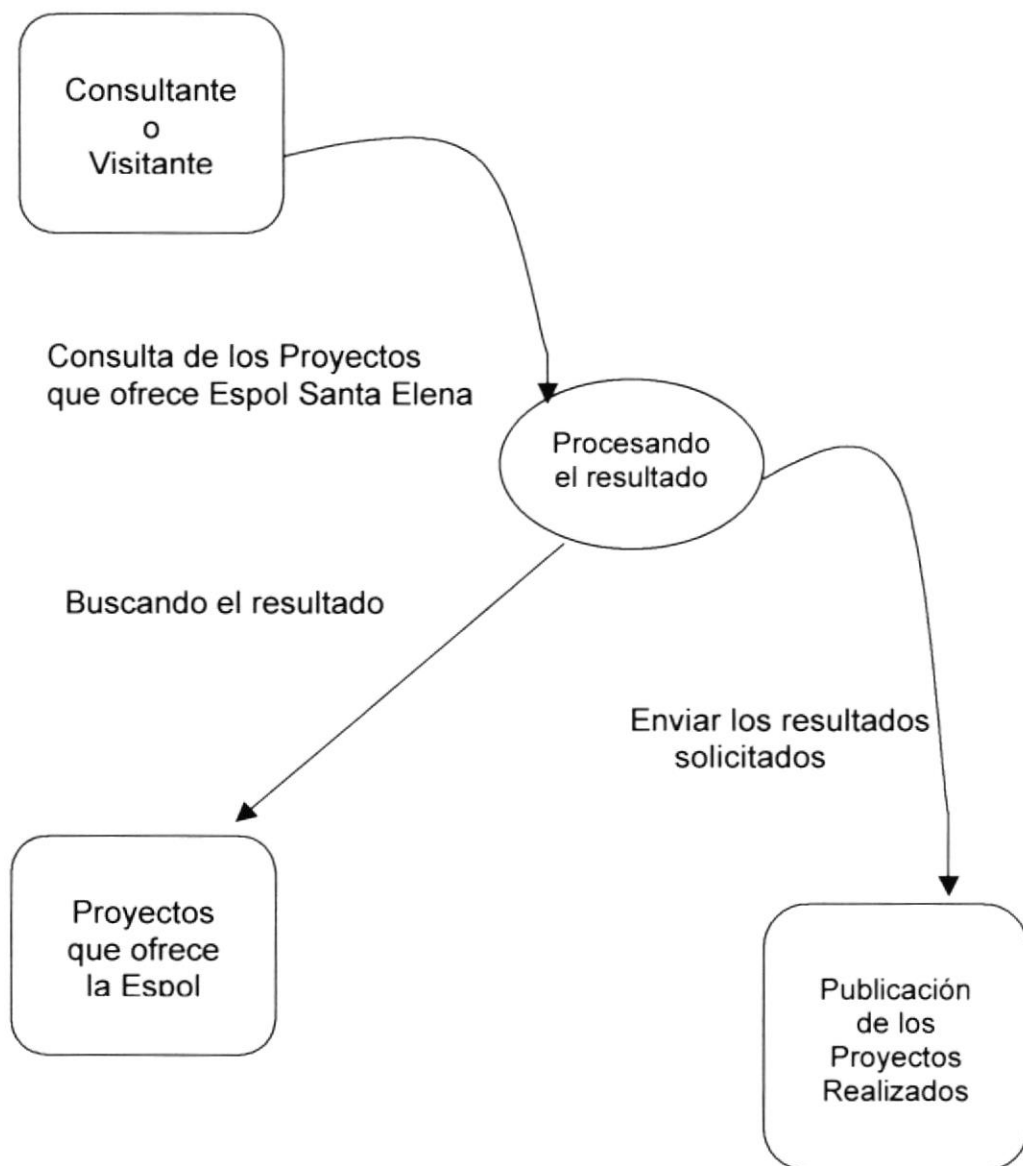 Consultante
o
Visitante
Consulta de los Proyectos
que ofrece Espol Santa Elena
Procesando
el resultado
Buscando el resultado
Enviar los resultados
solicitados
Proyectos
que ofrece
la Espol
Publicación
de los
Proyectos
Realizados